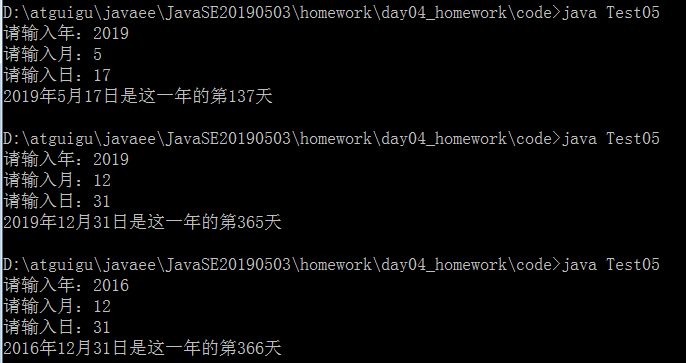 D:\atguigu\javaee\JavaSE20190503\homework\day04_homework\code>java Test05
请输入年：2019
请输入月：5
请输入日：17
2019年5月17日是这一年的第137天
D:\atguigu\javaee\JavaSE20190503\homework\day04_homework\code>java Test05
请输入年：2019
请输入月：12
请输入日：31
2019年12月31日是这一年的第365天
D:\atguigu\javaee\JavaSE20190503\homework\day04_homework\code>java Test05
请输入年：2016
请输入月：12
请输入日：31
2016年12月31日是这一年的第366天